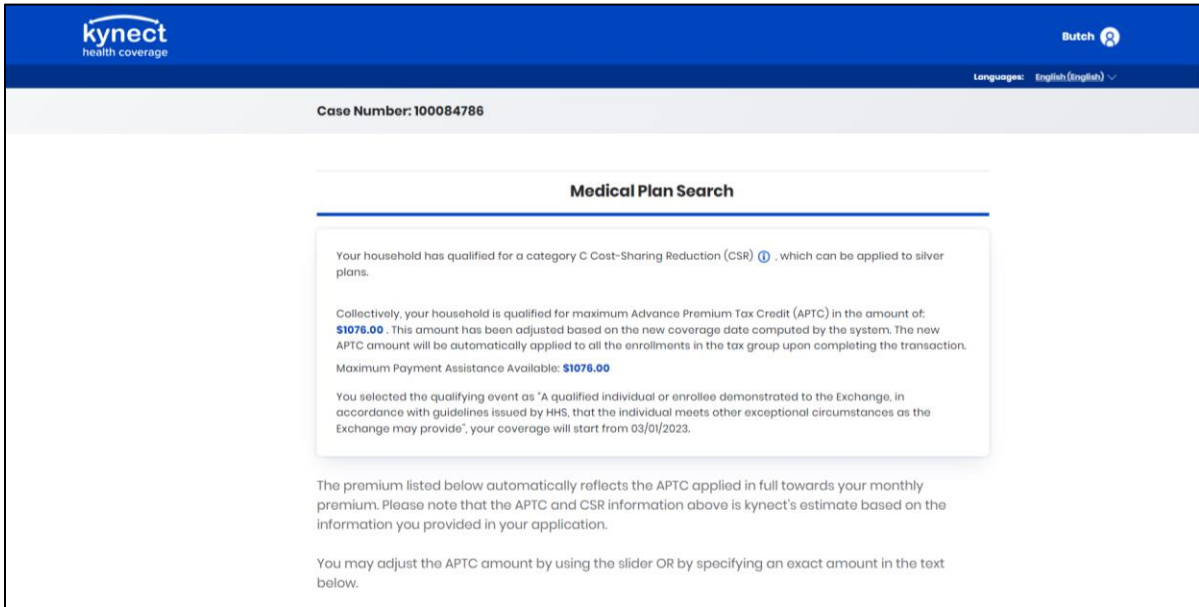 kynect
health coverage
Butch
Languages: English (English)
Case Number: 100084786
Medical Plan Search
Your household has qualified for a category C Cost-Sharing Reduction (CSR) , which can be applied to silver
plans.
Collectively, your household is qualified for maximum Advance Premium Tax Credit (APTC) in the amount of:
$1076.00 . This amount has been adjusted based on the new coverage date computed by the system. The new
APTC amount will be automatically applied to all the enrollments in the tax group upon completing the transaction.
Maximum Payment Assistance Available: $1076.00
You selected the qualifying event as "A qualified individual or enrollee demonstrated to the Exchange, in
accordance with guidelines issued by HHS, that the individual meets other exceptional circumstances as the
Exchange may provide", your coverage will start from 03/01/2023.
The premium listed below automatically reflects the APTC applied in full towards your monthly
premium. Please note that the APTC and CSR information above is kynect's estimate based on the
information you provided in your application.
You may adjust the APTC amount by using the slider OR by specifying an exact amount in the text
below.